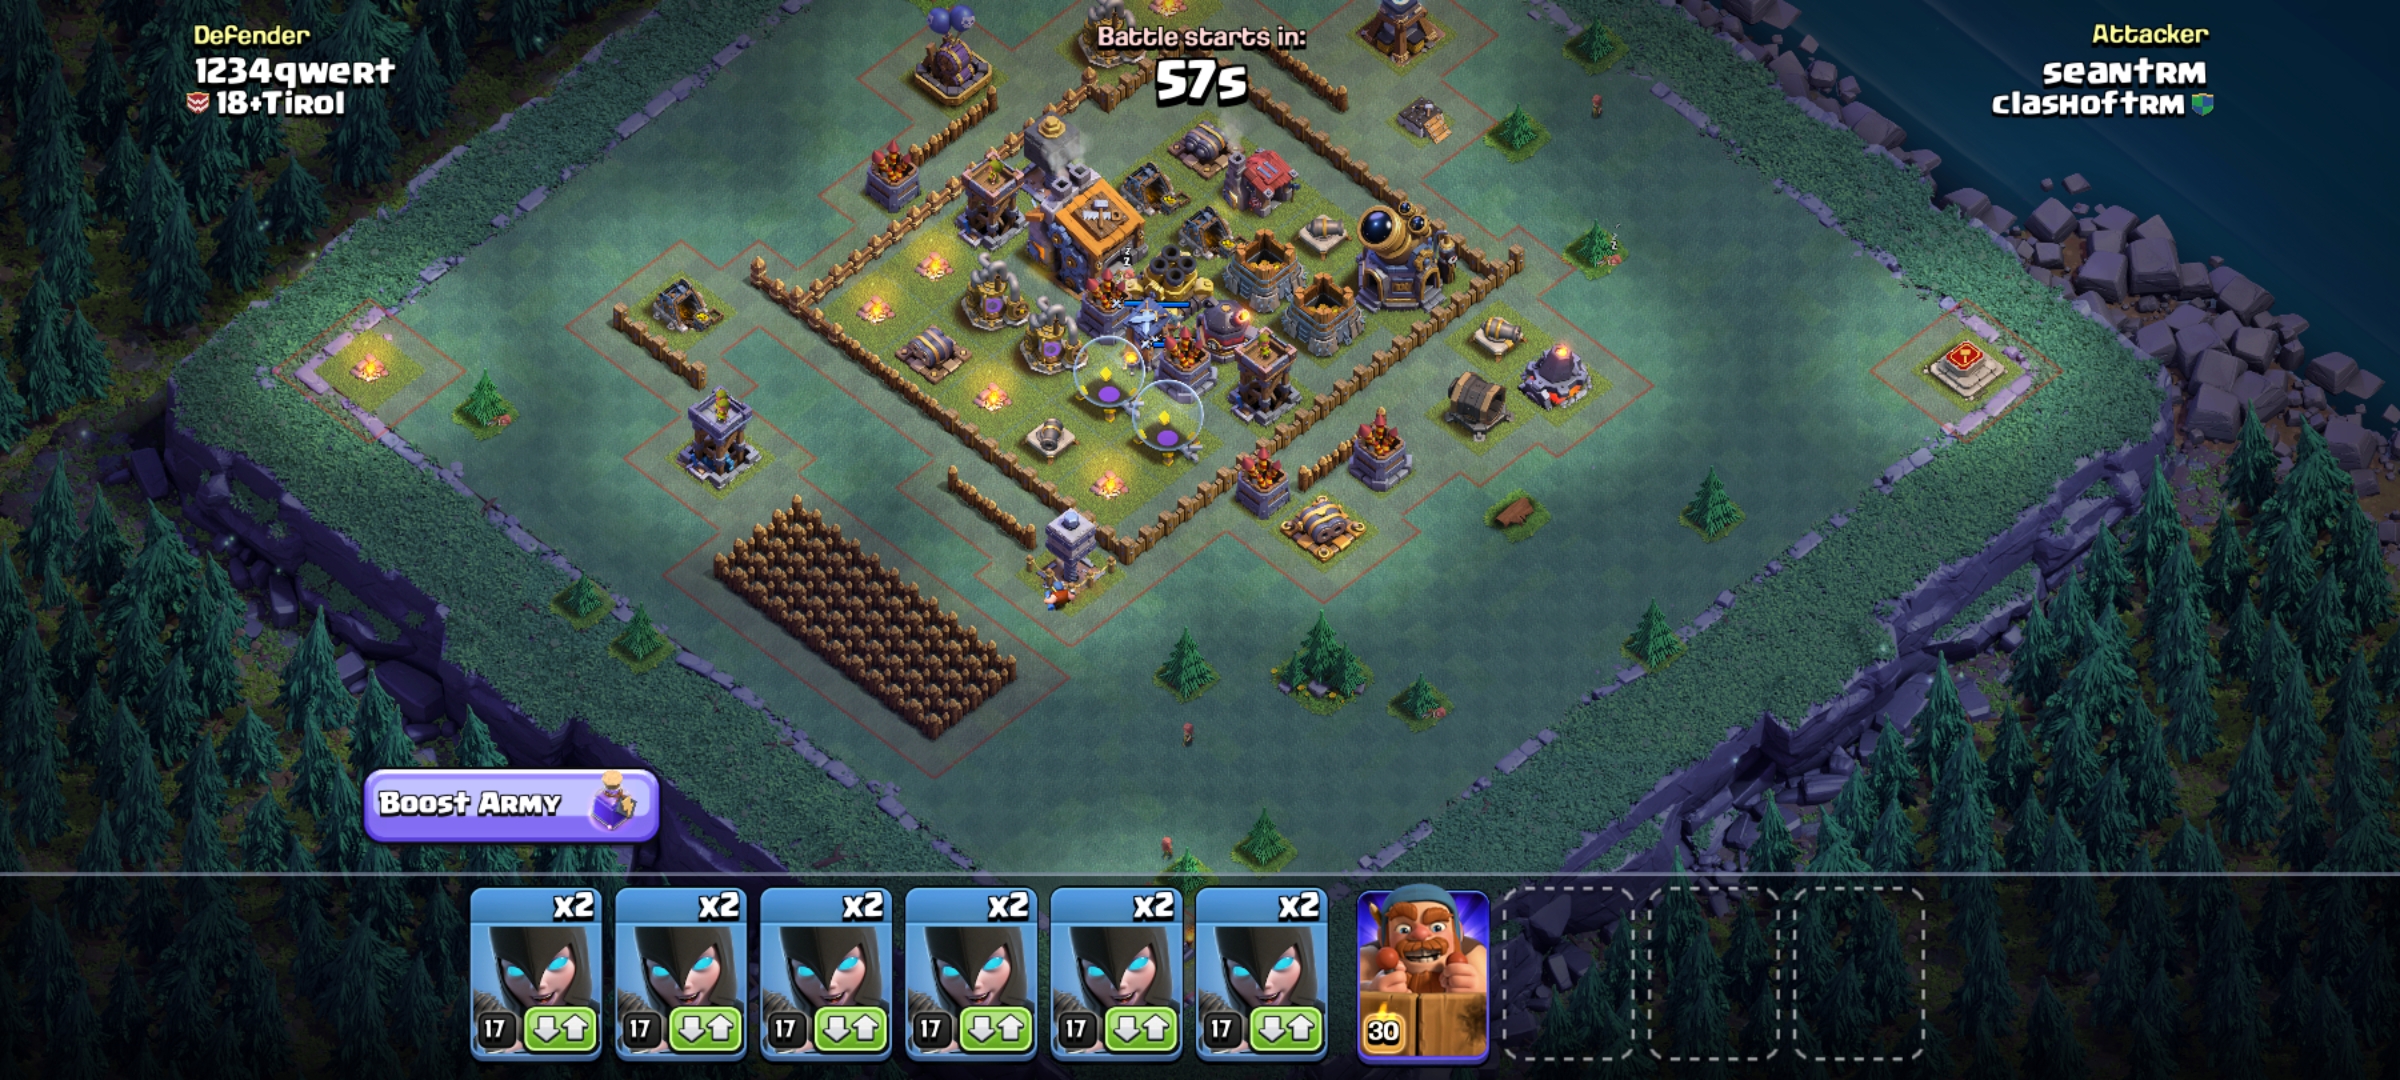 Defender
1234qwert
18+Tirol
Battle starts in:
57s
Attacker
seantrm
clashoftrm
Boost Army
x2
x2
x2
x2
x2
x2
17
17
17
17
17
17
30